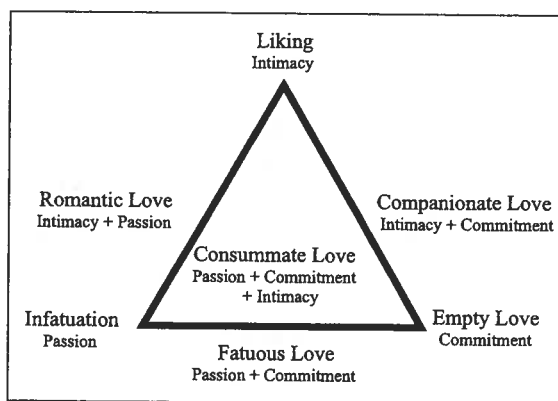 Liking
Intimacy
Romantic Love
Intimacy + Passion
Companionate Love
Intimacy + Commitment
Consummate Love
Passion + Commitment
+ Intimacy
Infatuation
Passion
Empty Love
Commitment
Fatuous Love
Passion + Commitment